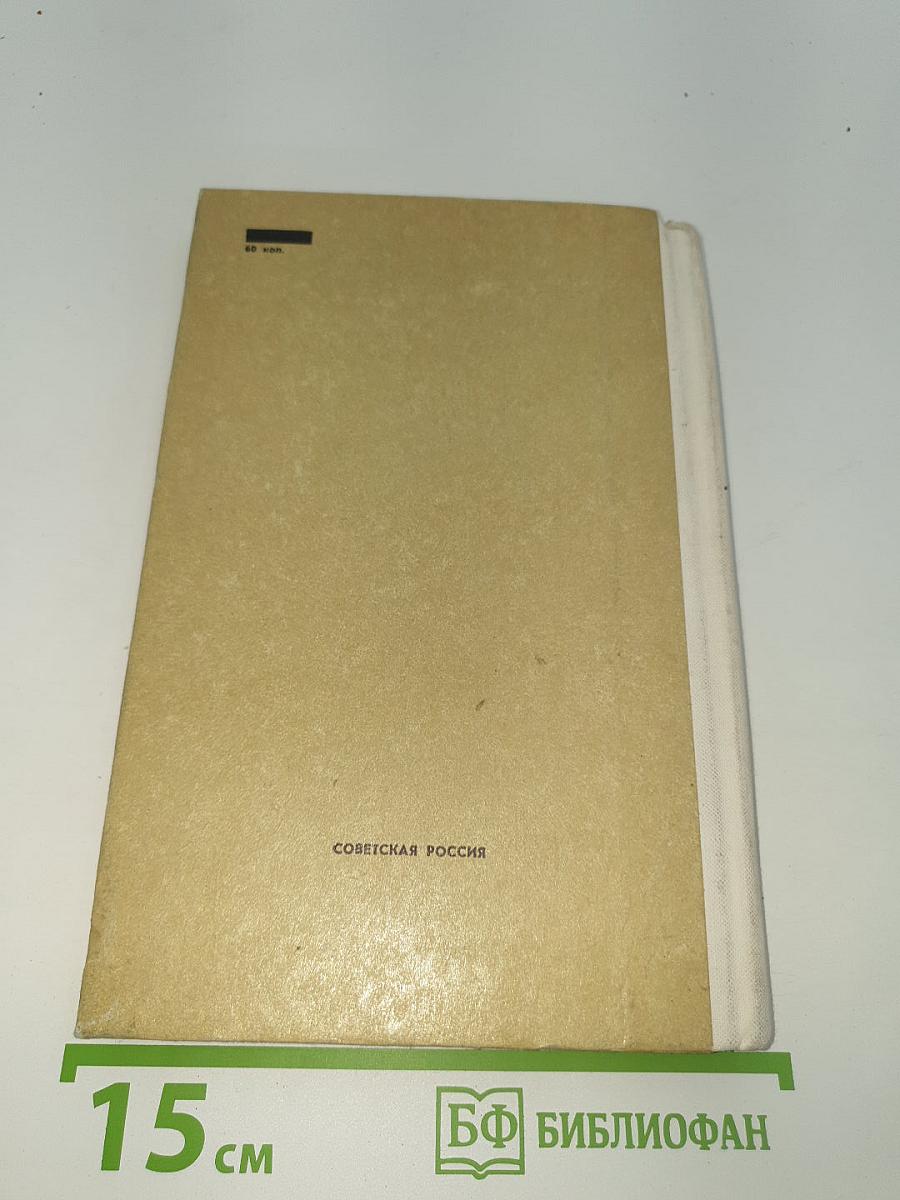 60 коп.
СОВЕТСКАЯ РОССИЯ
15 см
БФ БИБЛИОФАН